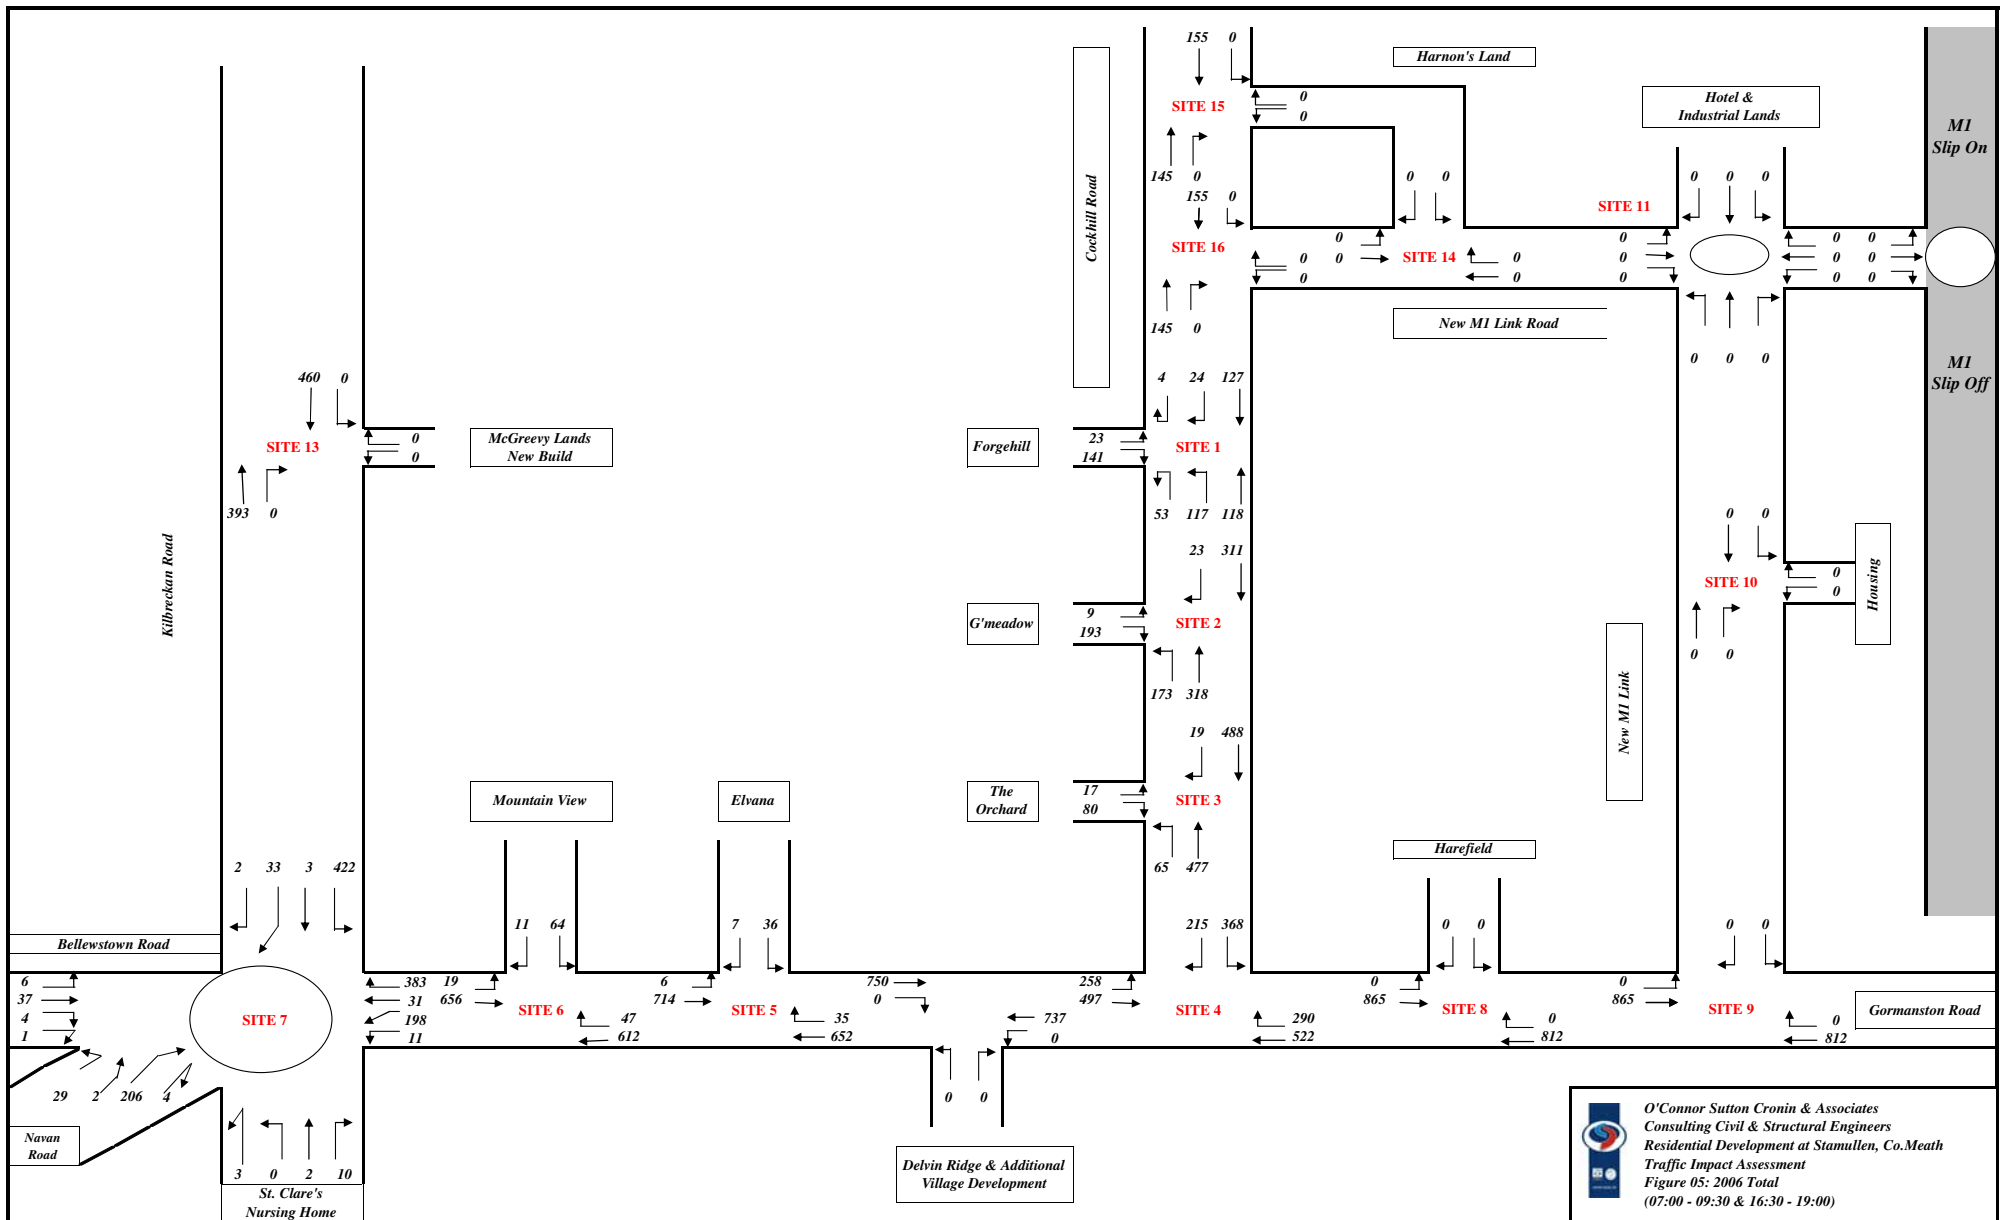 155 0
Harnon's Land
Hotel &
Industrial Lands
M1
Slip On
SITE 15
0
0
145 0
155 0
0 0
0 0 0
SITE 11
Cockhill Road
SITE 16
0
0
0
0
SITE 14
0
0
0
0
0
0 0
0 0
0 0
145 0
New M1 Link Road
0 0 0
M1
Slip Off
460 0
4 24 127
SITE 13
0
0
McGreevy Lands
New Build
Forgehill
23
141
SITE 1
393 0
53 117 118
0 0
Kilbreckan Road
23 311
SITE 10
0
0
Housing
G'meadow
9
193
SITE 2
0 0
173 318
New M1 Link
19 488
Mountain View
Elvana
The
Orchard
17
80
SITE 3
Harefield
2 33 3 422
65 477
11 64
7 36
215 368
0 0
0 0
Bellewstown Road
6
37
4
1
SITE 7
383
31
198
11
19
656
SITE 6
47
612
6
714
SITE 5
35
652
750
0
737
0
258
497
SITE 4
290
522
0
865
SITE 8
0
812
0
865
SITE 9
0
812
Gormanston Road
29 2 206 4
0 0
Navan
Road
3 0 2 10
St. Clare's
Nursing Home
Delvin Ridge & Additional
Village Development
O'Connor Sutton Cronin & Associates
Consulting Civil & Structural Engineers
Residential Development at Stamullen, Co.Meath
Traffic Impact Assessment
Figure 05: 2006 Total
(07:00 - 09:30 & 16:30 - 19:00)